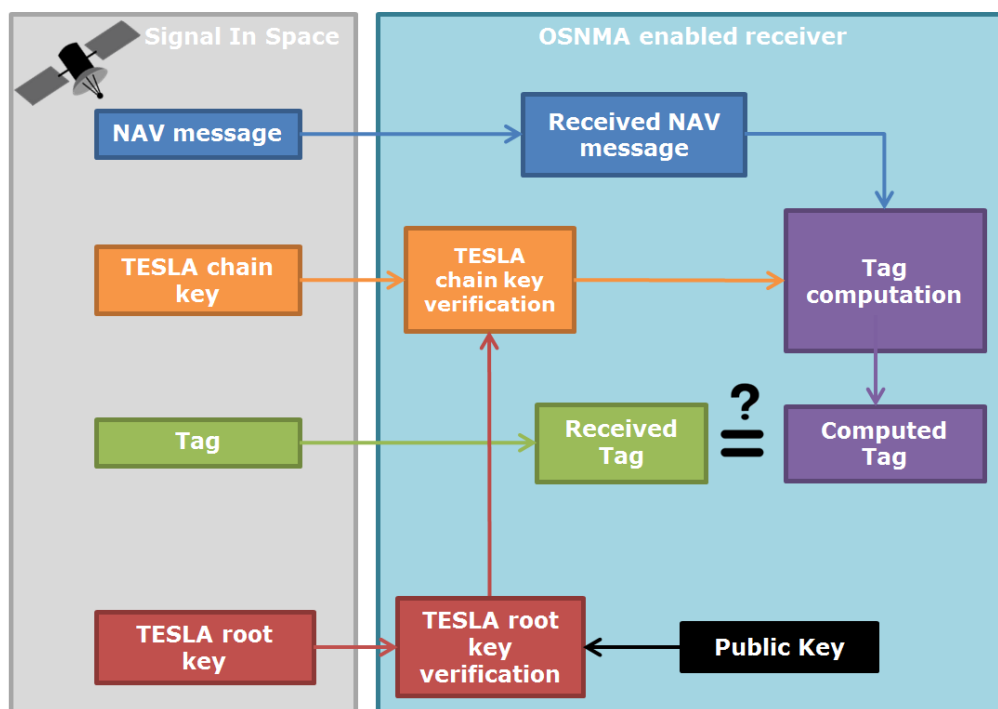 Signal In Space
OSNMA enabled receiver
NAV message
Received NAV
message
TESLA chain
key
TESLA
chain key
verification
Tag
computation
Tag
Received
Tag
?
=
Computed
Tag
TESLA root
key
TESLA root
key
verification
Public Key